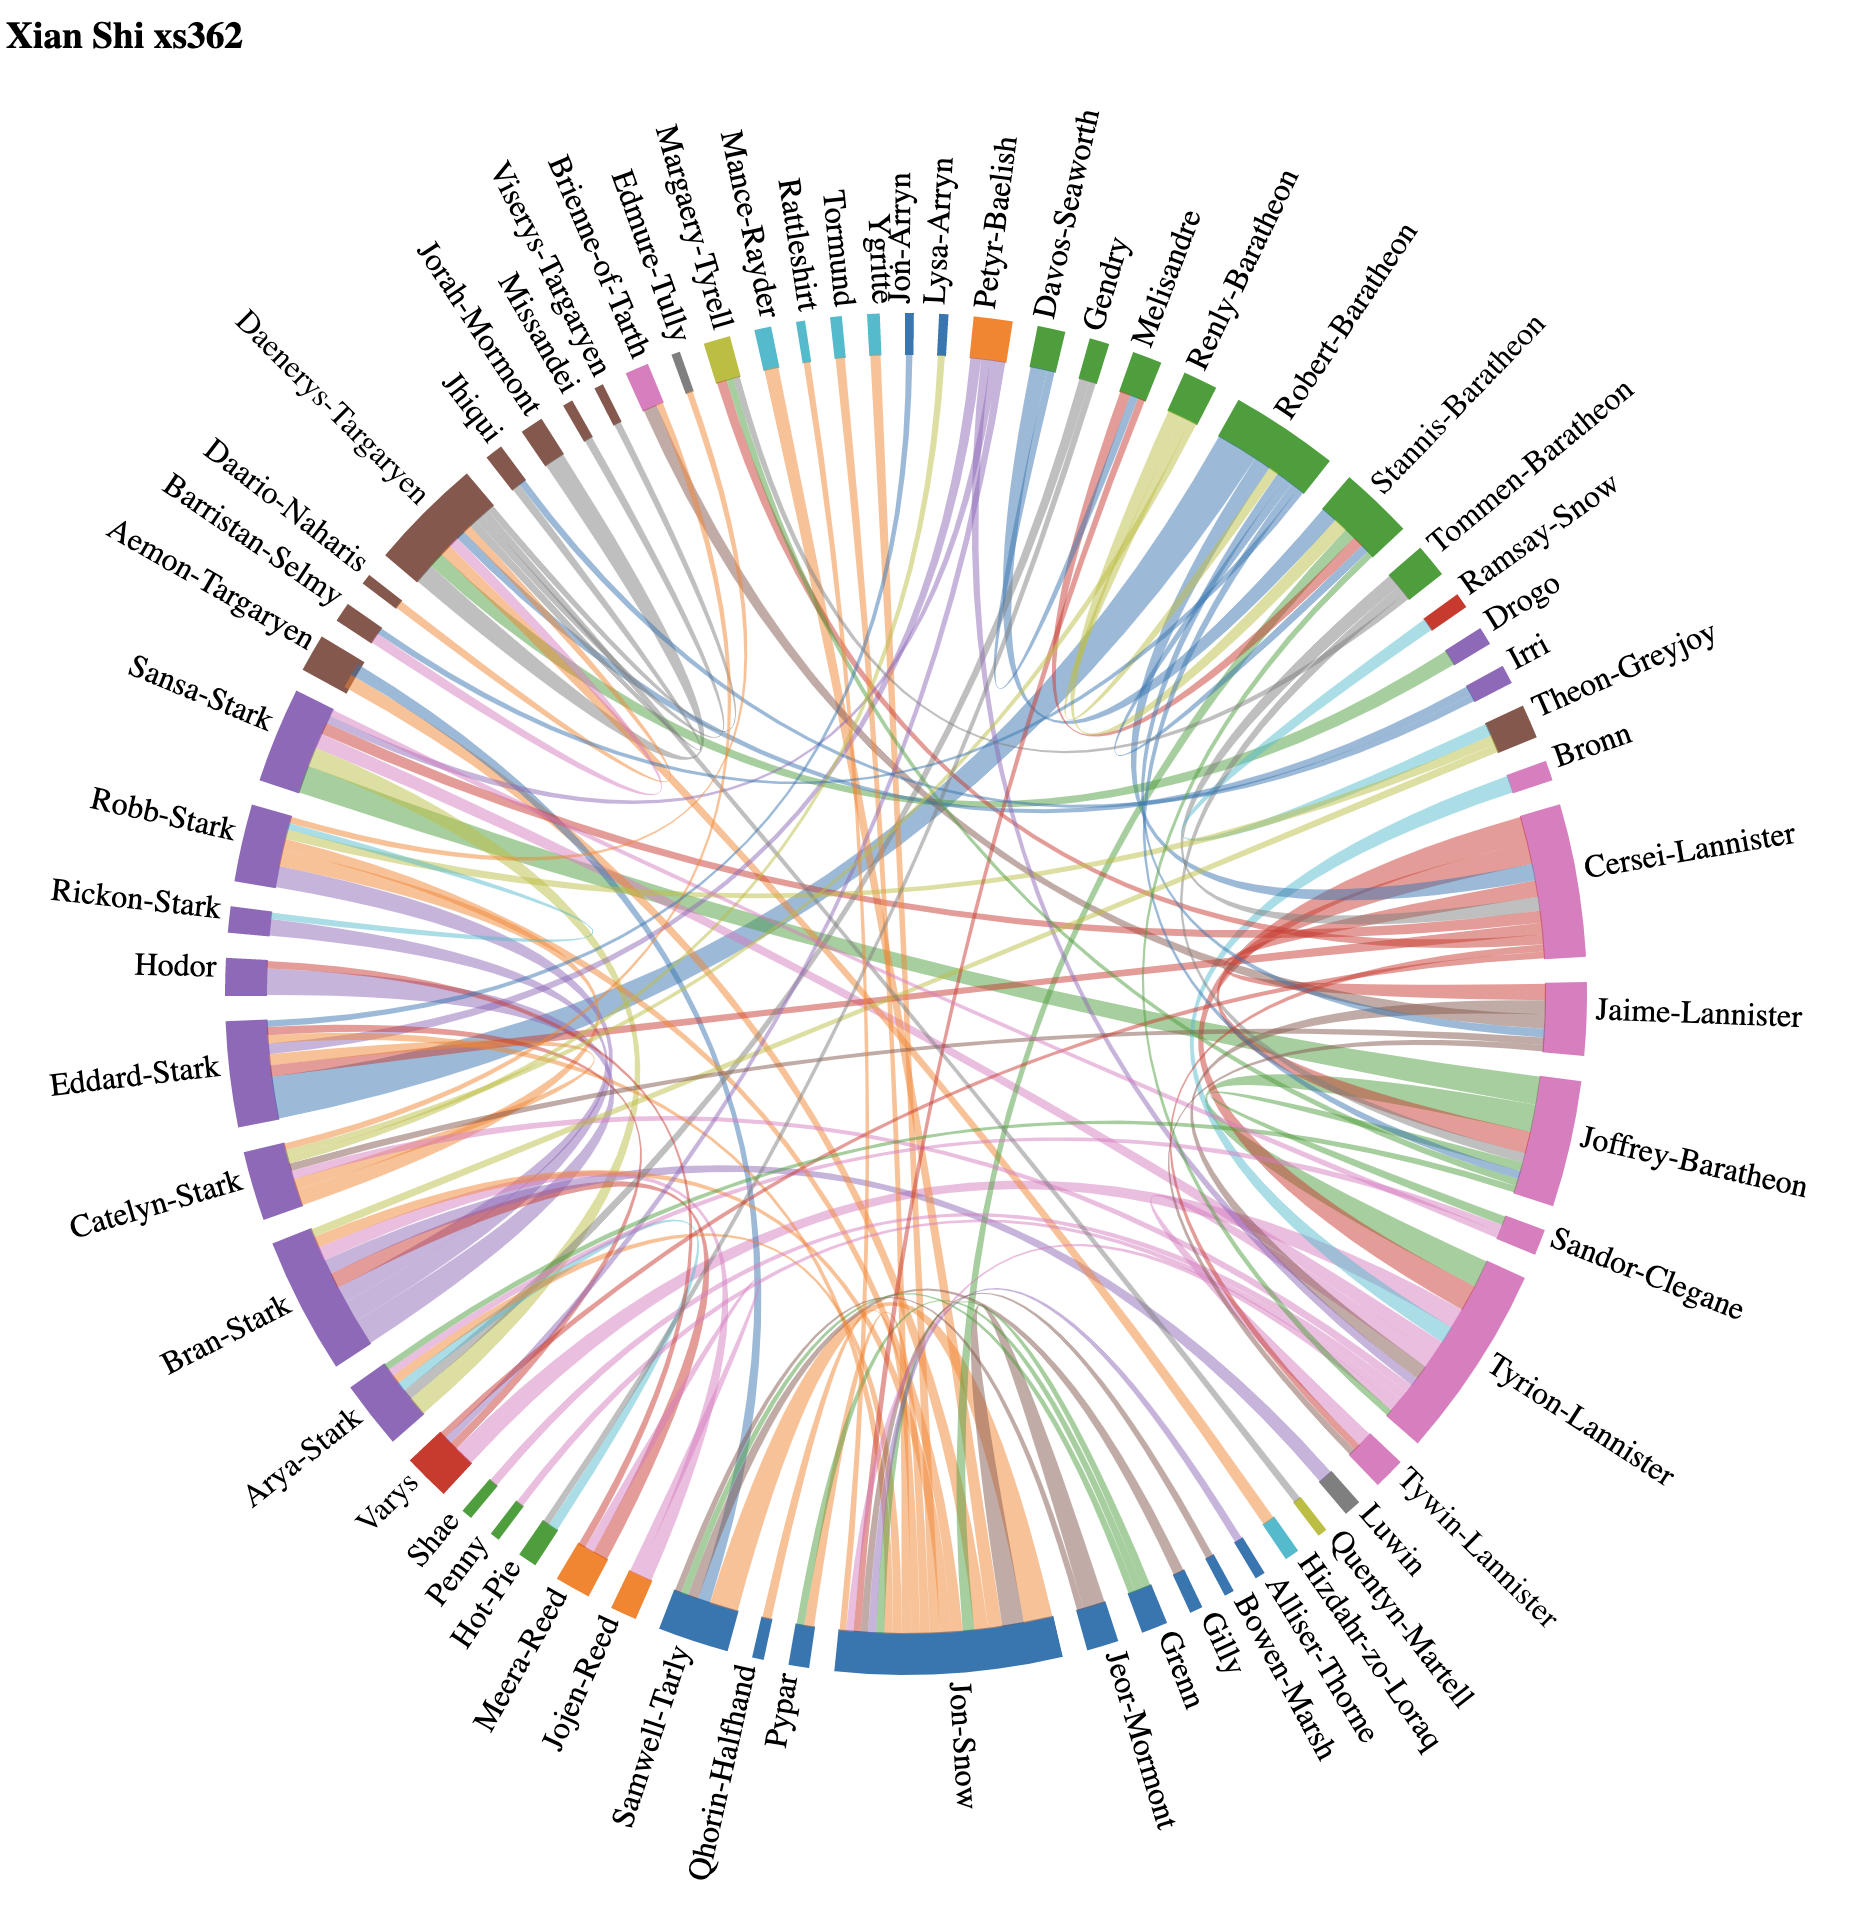 Xian Shi xs362
Jon-Arryn
Lysa-Arryn
Petyr-Baelish
Davos-Seaworth
Gendry
Melisandre
Renly-Baratheon
Robert-Baratheon
Stannis-Baratheon
Tommen-Baratheon
Ramsay-Snow
Drogo
Irri
Theon-Greyjoy
Bronn
Cersei-Lannister
Jaime-Lannister
Joffrey-Baratheon
Sandor-Clegane
Tyrion-Lannister
Tywin-Lannister
Luwin
Quentyn-Martell
Hizdahr-zo-Loraq
Alliser-Thorne
Bowen-Marsh
Gilly
Grenn
Jeor-Mormont
Jon-Snow
Pypar
Qhorin-Halfhand
Samwell-Tarly
Jojen-Reed
Meera-Reed
Hot-Pie
Penny
Shae
Varys
Arya-Stark
Bran-Stark
Catelyn-Stark
Eddard-Stark
Hodor
Rickon-Stark
Robb-Stark
Sansa-Stark
Aemon-Targaryen
Barristan-Selmy
Daario-Naharis
Daenerys-Targaryen
Jhiqui
Jorah-Mormont
Missandei
Viserys-Targaryen
Brienne-of-Tarth
Edmure-Tully
Margaery-Tyrell
Mance-Rayder
Rattleshirt
Tormund
Ygritte